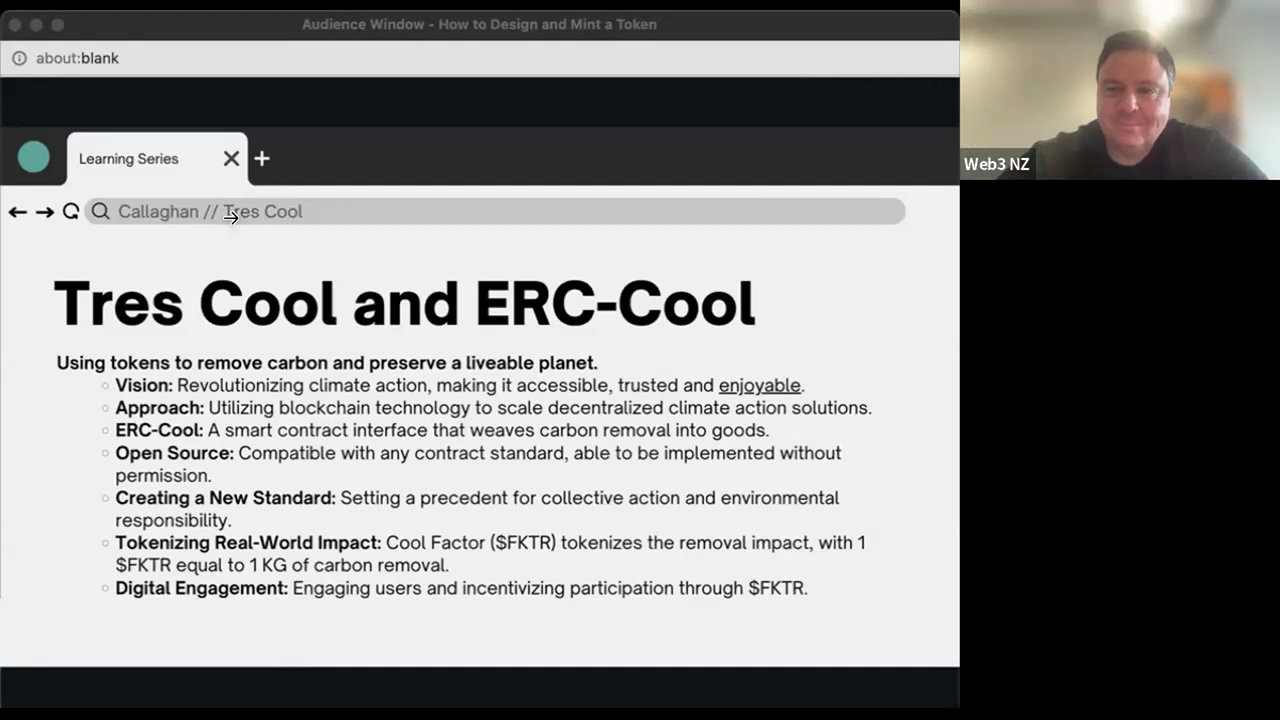 Audience Window - How to Design and Mint a Token
about:blank
Learning Series
Callaghan // Tres Cool
Tres Cool and ERC-Cool
Using tokens to remove carbon and preserve a liveable planet.
Vision: Revolutionizing climate action, making it accessible, trusted and enjoyable.
Approach: Utilizing blockchain technology to scale decentralized climate action solutions.
ERC-Cool: A smart contract interface that weaves carbon removal into goods.
Open Source: Compatible with any contract standard, able to be implemented without
permission.
Creating a New Standard: Setting a precedent for collective action and environmental
responsibility.
Tokenizing Real-World Impact: Cool Factor ($FKTR) tokenizes the removal impact, with 1
$FKTR equal to 1 KG of carbon removal.
Digital Engagement: Engaging users and incentivizing participation through $FKTR.
Web3 NZ